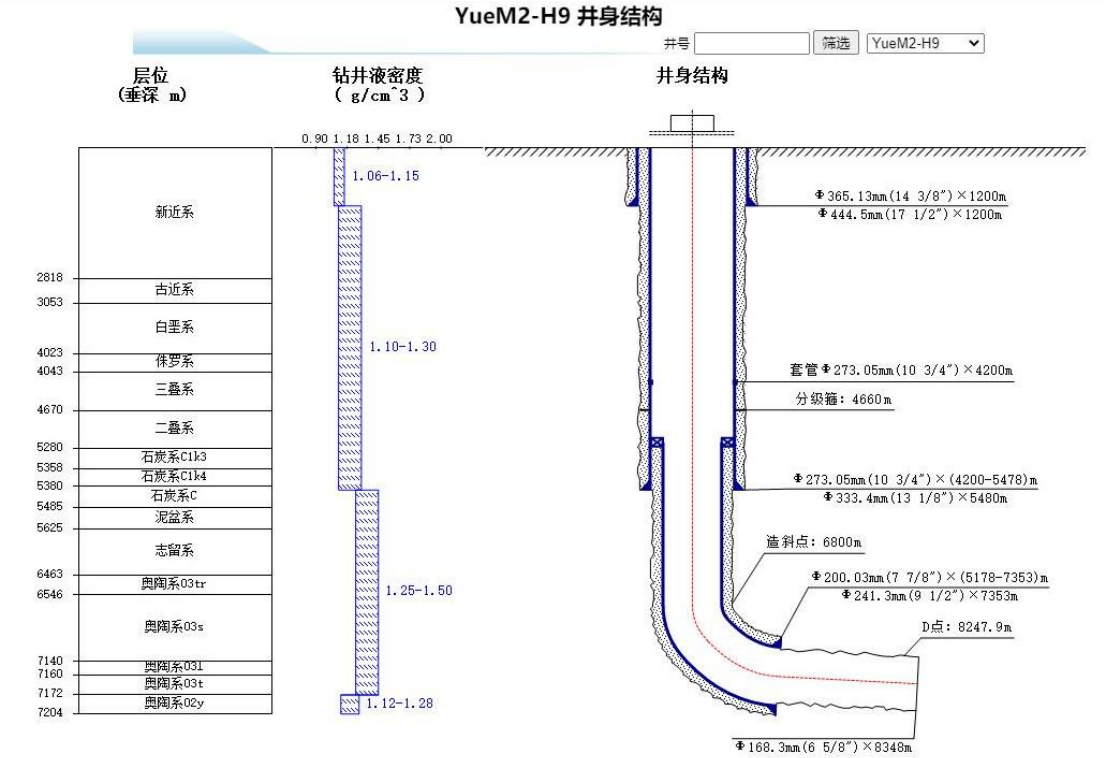 YueM2-H9 井身结构
井号 筛选 YueM2-H9
层位
(垂深 m)
钻井液密度
( g/cm^3 )
井身结构
0.90 1.18 1.45 1.73 2.00
1.06-1.15
新近系
Φ365.13mm(14 3/8")×1200m
Φ444.5mm(17 1/2")×1200m
2818
古近系
3053
白垩系
1.10-1.30
4023
侏罗系
4043
三叠系
套管Φ273.05mm(10 3/4")×4200m
分级箍: 4660m
4670
二叠系
5280
石炭系C1k3
5358
石炭系C1k4
5380
石炭系C
5485
泥盆系
5625
Φ273.05mm(10 3/4")×(4200-5478)m
Φ333.4mm(13 1/8")×5480m
志留系
造斜点: 6800m
6463
奥陶系O3tr
6546
1.25-1.50
Φ200.03mm(7 7/8")×(5178-7353)m
Φ241.3mm(9 1/2")×7353m
奥陶系O3s
D点: 8247.9m
7140
奥陶系O3l
7160
奥陶系O3t
7172
奥陶系O2y
7204
1.12-1.28
Φ168.3mm(6 5/8")×8348m